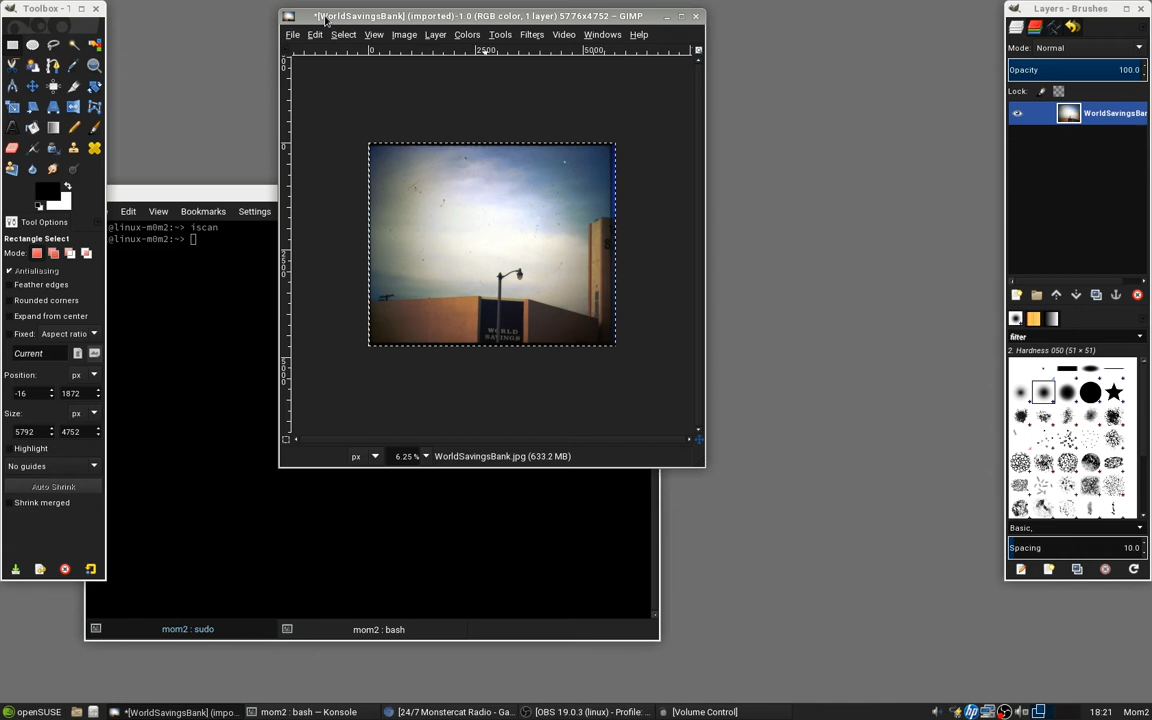 Toolbox - T
*[WorldSavingsBank] (imported)-1.0 (RGB color, 1 layer) 5776x4752 – GIMP
Layers - Brushes
File Edit Select View Image Layer Colors Tools Filters Video Windows Help
Mode: Normal
0 2500 5000
Opacity 100.0
Lock:
WorldSavingsBar
Edit View Bookmarks Settings
Tool Options
@linux-m0m2:~> iscan
@linux-m0m2:~>
Rectangle Select
Mode:
Antialiasing
Feather edges
Rounded corners
Expand from center
Fixed: Aspect ratio
WORLD
SAVINGS
filter
Current
2. Hardness 050 (51 × 51)
Position: px
-16 1872
Size: px
5792 4752
Highlight
px 6.25 % WorldSavingsBank.jpg (633.2 MB)
No guides
Auto Shrink
Shrink merged
Basic,
Spacing 10.0
mom2 : sudo mom2 : bash
openSUSE *[WorldSavingsBank] (impo... mom2 : bash — Konsole [24/7 Monstercat Radio - Ga... [OBS 19.0.3 (linux) - Profile: ... [Volume Control] 18:21 Mom2